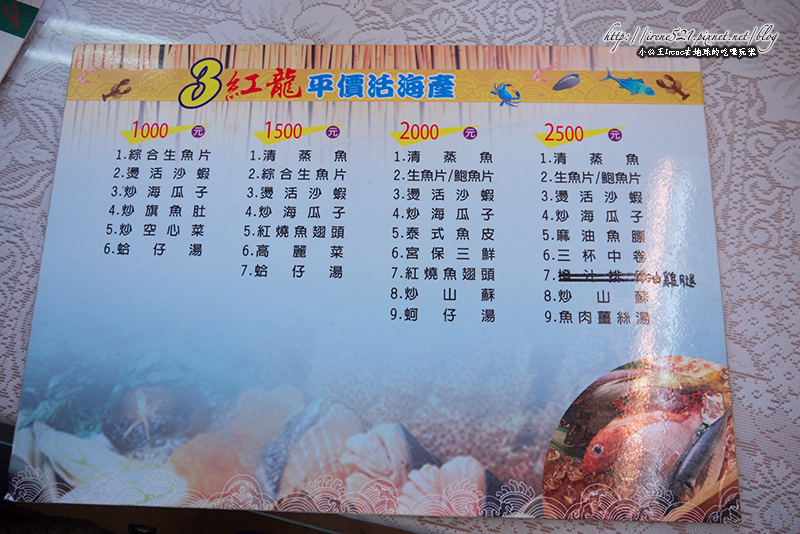 http://irene521.pixnet.net/blog
小公主Irene去地球的吃喝玩樂
3 紅龍 平價活海產
1000元
1.綜合生魚片
2.燙活沙蝦
3.炒海瓜子
4.炒旗魚肚
5.炒空心菜
6.蛤仔湯
1500元
1.清蒸魚
2.綜合生魚片
3.燙活沙蝦
4.炒海瓜子
5.紅燒魚翅頭
6.高麗菜
7.蛤仔湯
2000元
1.清蒸魚
2.生魚片/鮑魚片
3.燙活沙蝦
4.炒海瓜子
5.泰式魚皮
6.宮保三鮮
7.紅燒魚翅頭
8.炒山蘇
9.蚵仔湯
2500元
1.清蒸魚
2.生魚片/鮑魚片
3.燙活沙蝦
4.炒海瓜子
5.麻油魚膘
6.三杯中卷
7.橙汁排 油雞腿
8.炒山蘇
9.魚肉薑絲湯